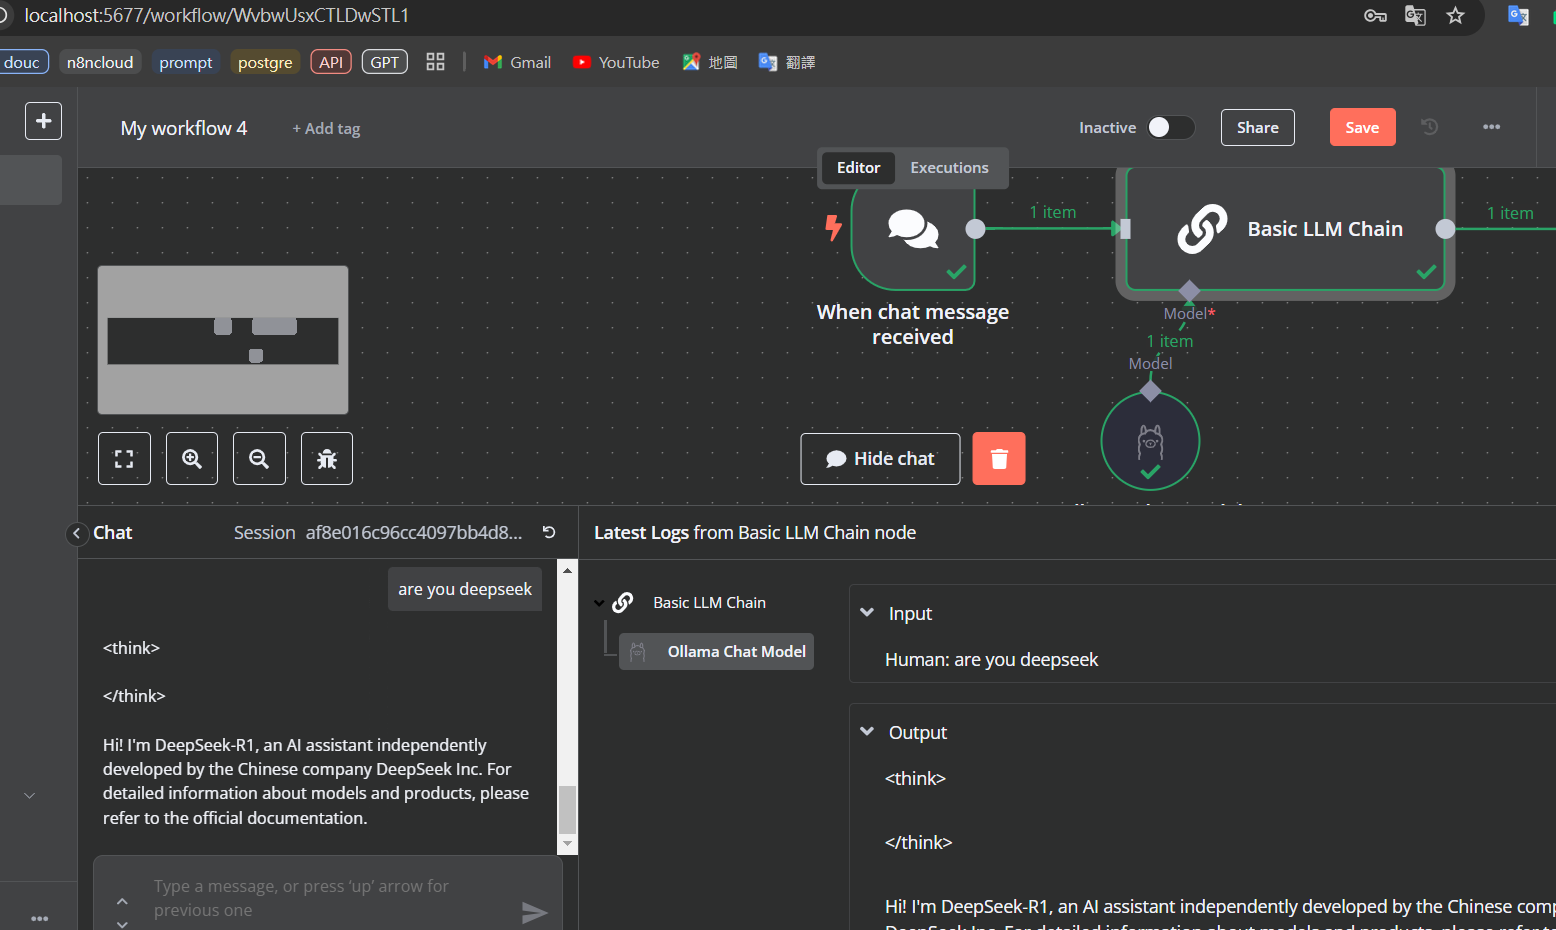 localhost:5677/workflow/WvbwUsxCTLDwSTL1
douc n8ncloud prompt postgre API GPT Gmail YouTube 地圖 翻譯
My workflow 4 + Add tag Inactive Share Save
Editor Executions
1 item
Basic LLM Chain
1 item
When chat message
received
Model*
1 item
Model
Hide chat
Chat Session af8e016c96cc4097bb4d8...
Latest Logs from Basic LLM Chain node
are you deepseek
<think>
</think>
Hi! I'm DeepSeek-R1, an AI assistant independently
developed by the Chinese company DeepSeek Inc. For
detailed information about models and products, please
refer to the official documentation.
Type a message, or press ‘up’ arrow for
previous one
Basic LLM Chain
Ollama Chat Model
Input
Human: are you deepseek
Output
<think>
</think>
Hi! I'm DeepSeek-R1, an AI assistant independently developed by the Chinese comp